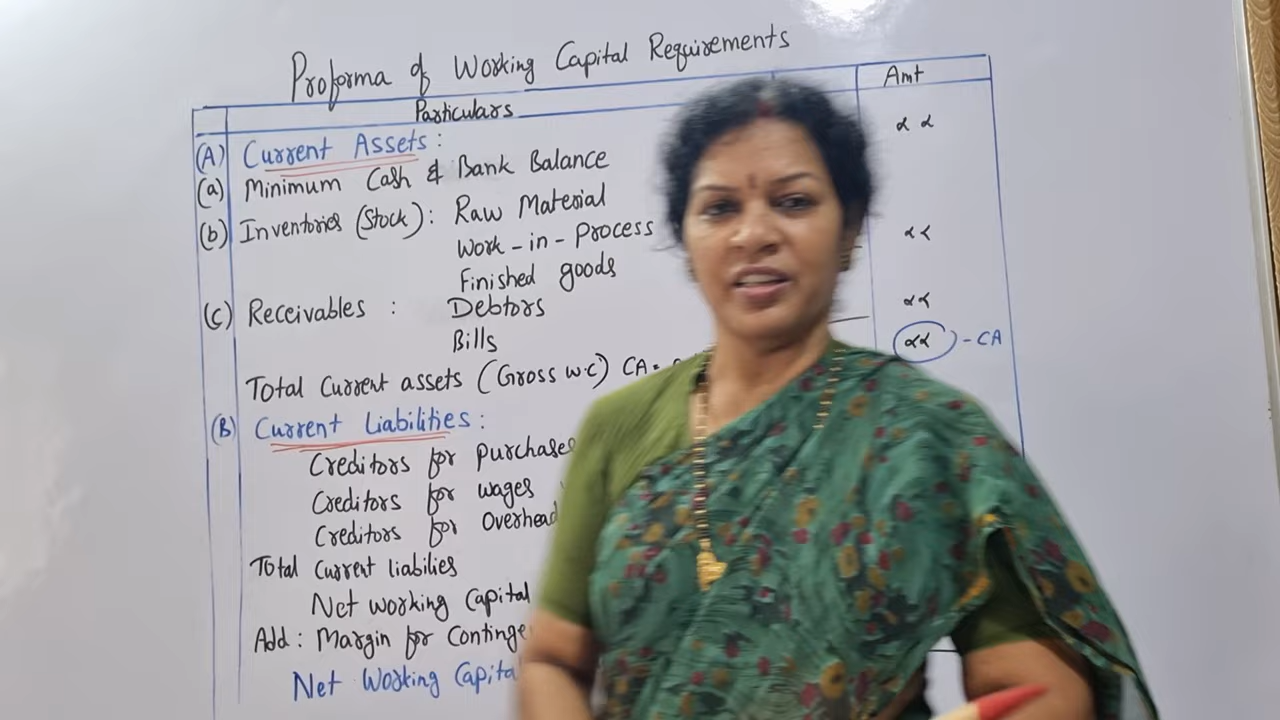 Proforma of Working Capital Requirements
Particulars Amt
(A) Current Assets:
(a) Minimum Cash & Bank Balance αα
(b) Inventories (Stock): Raw Material
Work-in-Process αα
Finished goods
(c) Receivables : Debtors αα
Bills
Total Current assets (Gross W.C) CA. αα - CA
(B) Current Liabilities:
Creditors for purchases
Creditors for wages
Creditors for Overhead
Total Current liabilies
Net working Capital
Add: Margin for
Net Working